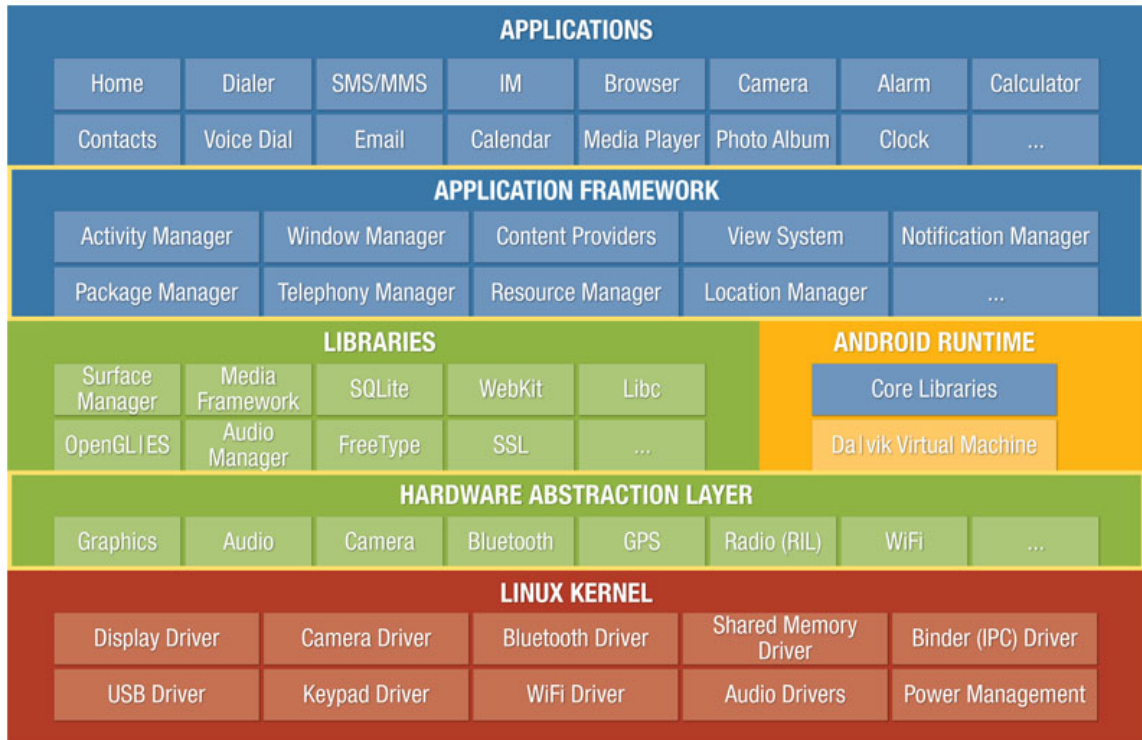 APPLICATIONS
Home Dialer SMS/MMS IM Browser Camera Alarm Calculator
Contacts Voice Dial Email Calendar Media Player Photo Album Clock ...
APPLICATION FRAMEWORK
Activity Manager Window Manager Content Providers View System Notification Manager
Package Manager Telephony Manager Resource Manager Location Manager ...
LIBRARIES
Surface Manager Media Framework SQLite WebKit Libc
OpenGL|ES Audio Manager FreeType SSL ...
ANDROID RUNTIME
Core Libraries
Dalvik Virtual Machine
HARDWARE ABSTRACTION LAYER
Graphics Audio Camera Bluetooth GPS Radio (RIL) WiFi ...
LINUX KERNEL
Display Driver Camera Driver Bluetooth Driver Shared Memory Driver Binder (IPC) Driver
USB Driver Keypad Driver WiFi Driver Audio Drivers Power Management